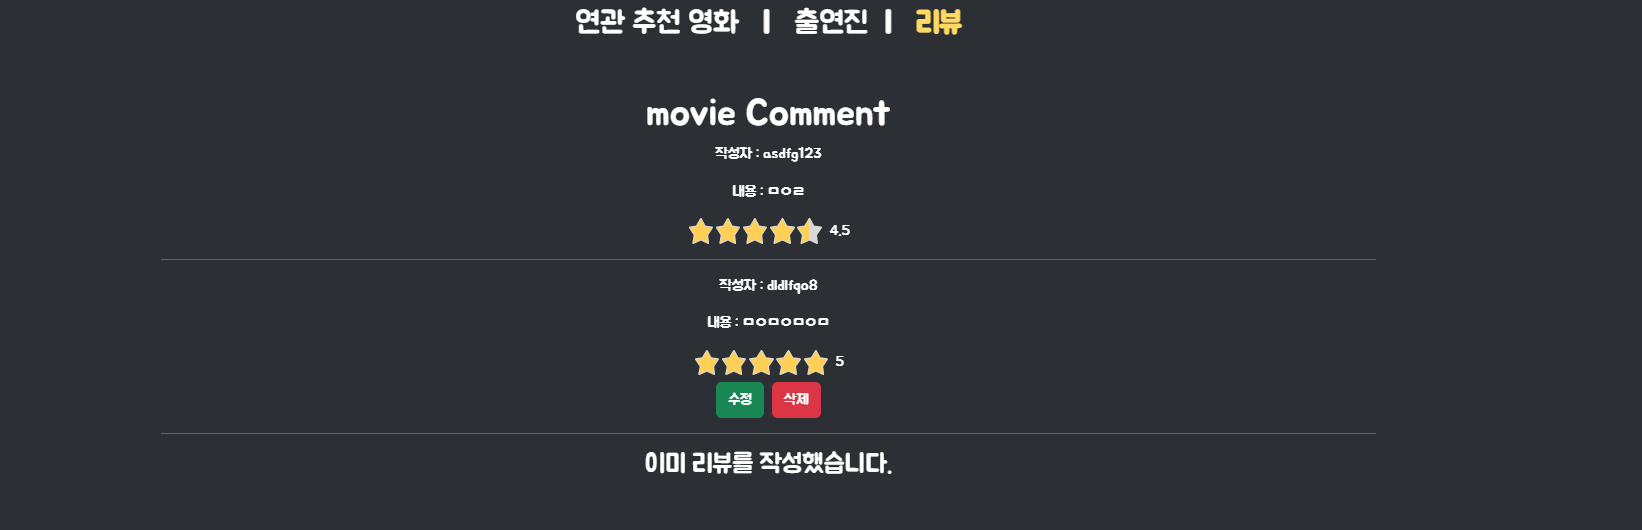 연관 추천 영화 | 출연진 | 리뷰
movie Comment
작성자 : asdfg123
내용 : ㅁㅇㄹ
4.5
작성자 : dldlfqo8
내용 : ㅁㅇㅁㅇㅁㅇㅁ
5
수정 삭제
이미 리뷰를 작성했습니다.